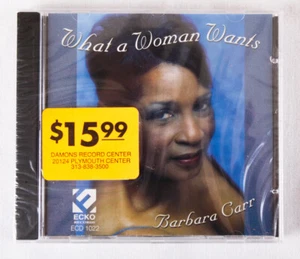 What a Woman Wants
$15.99
DAMONS RECORD CENTER
22124 PLYMOUTH CENTER
313-836-3500
ECKO
ECD 1022
Barbara Carr